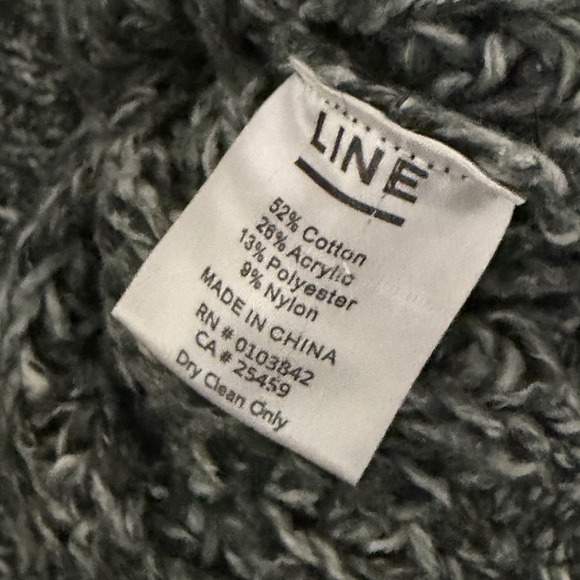 LINE
52% Cotton
26% Acrylic
13% Polyester
9% Nylon
MADE IN CHINA
RN # 0103842
CA # 25459
Dry Clean Only